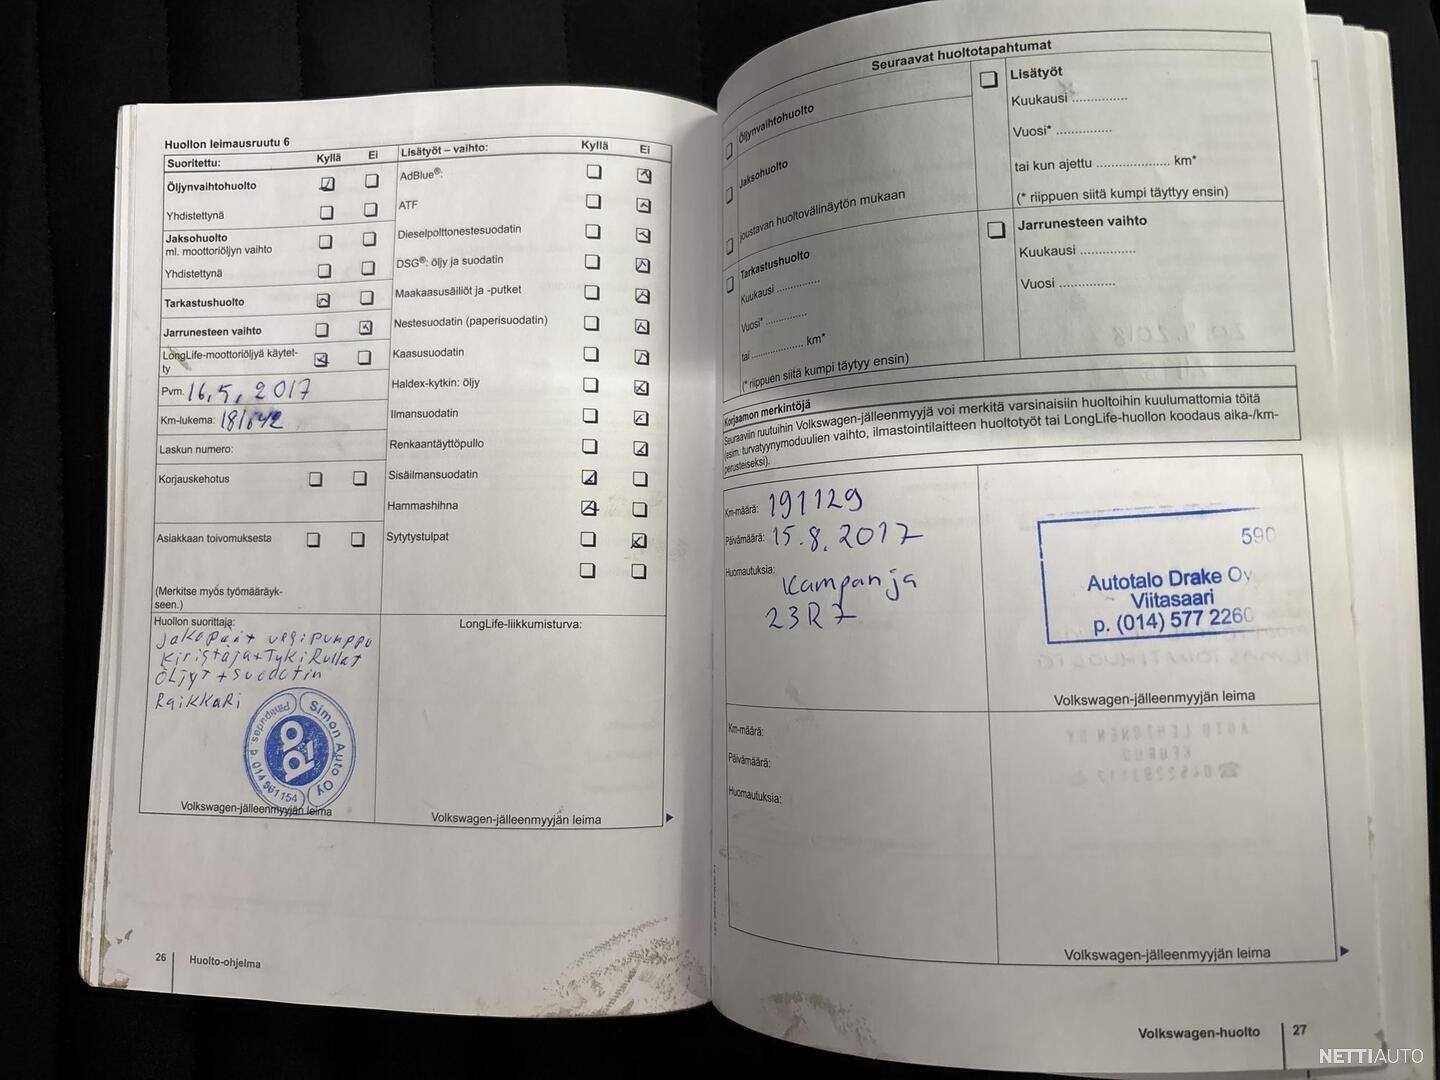 Huollon leimausruutu 6
Suoritettu: Kyllä Ei
Öljynvaihtohuolto
Yhdistettynä
Jaksohuolto
ml. moottoriöljyn vaihto
Yhdistettynä
Tarkastushuolto
Jarrunesteen vaihto
LongLife-moottoriöljyä käytet-
ty
Pvm. 16.5.2017
Km-lukema: 181642
Laskun numero:
Korjauskehotus
Asiakkaan toivomuksesta
(Merkitse myös työmääräyk-
seen.)
Lisätyöt – vaihto: Kyllä Ei
AdBlue®:
ATF
Dieselpolttonestesuodatin
DSG®: öljy ja suodatin
Maakaasusäiliöt ja -putket
Nestesuodatin (paperisuodatin)
Kaasusuodatin
Haldex-kytkin: öljy
Ilmansuodatin
Renkaantäyttöpullo
Sisäilmansuodatin
Hammashihna
Sytytystulpat
Huollon suorittaja:
Jakopäät vesipumppu
Kiristäjä+TykiRullat
Öljyt+suodatin
Raikkari
Simon Auto Oy
Pihtipudas p. 014 561154
Volkswagen-jälleenmyyjän leima
LongLife-liikkumisturva:
Volkswagen-jälleenmyyjän leima
26 Huolto-ohjelma
Seuraavat huoltotapahtumat
Öljynvaihtohuolto
Jaksohuolto
joustavan huoltovälinäytön mukaan
Tarkastushuolto
Kuukausi ..............
Vuosi* ..............
tai .................... km*
(* riippuen siitä kumpi täytyy ensin)
Lisätyöt
Kuukausi ..............
Vuosi* ..............
tai kun ajettu .................... km*
(* riippuen siitä kumpi täyttyy ensin)
Jarrunesteen vaihto
Kuukausi ..............
Vuosi ..............
Korjaamon merkintöjä
Seuraaviin ruutuihin Volkswagen-jälleenmyyjä voi merkitä varsinaisiin huoltoihin kuulumattomia töitä
(esim. turvatyynymoduulien vaihto, ilmastointilaitteen huoltotyöt tai LongLife-huollon koodaus aika-/km-
perusteiseksi).
Km-määrä: 191129
Päivämäärä: 15.8.2017
Huomautuksia:
Kampanja
23R7
590
Autotalo Drake Oy
Viitasaari
p. (014) 577 2260
Volkswagen-jälleenmyyjän leima
Km-määrä:
Päivämäärä:
Huomautuksia:
Volkswagen-jälleenmyyjän leima
Volkswagen-huolto 27
NETTIAUTO